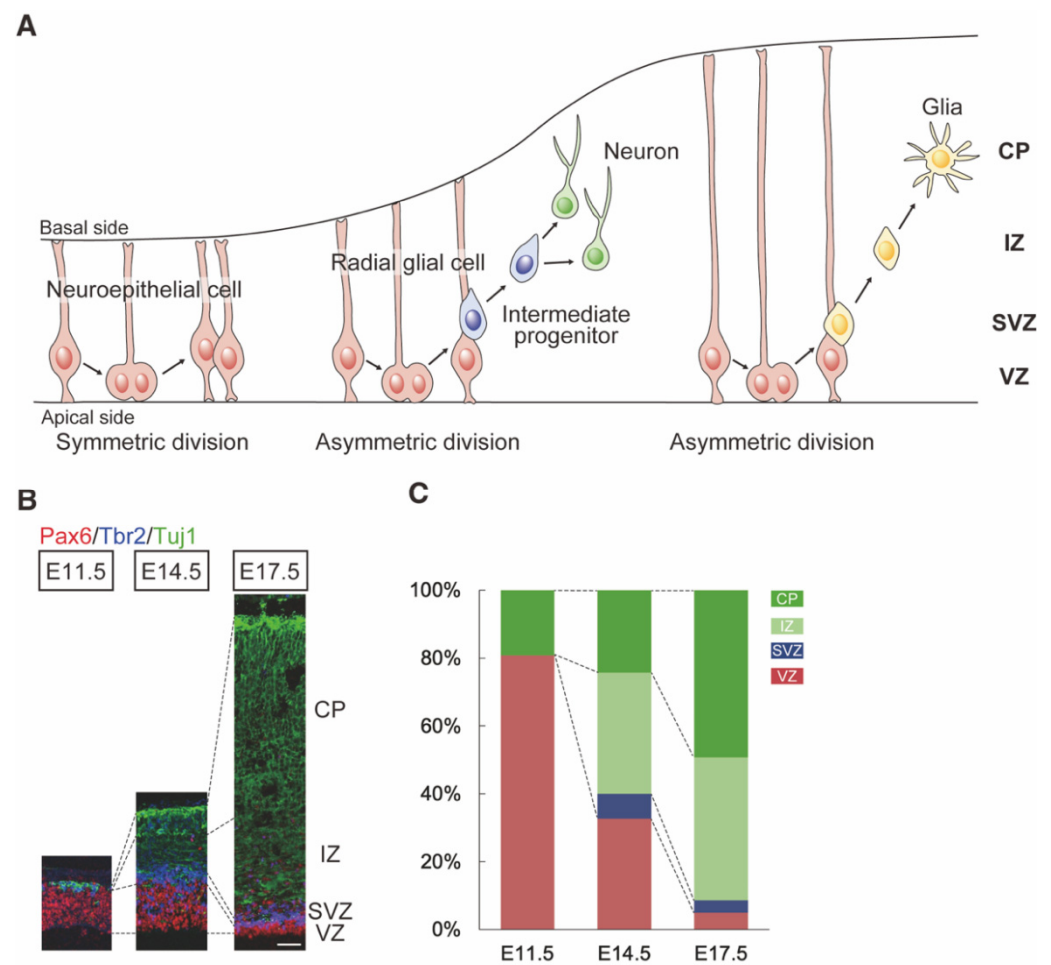 A
Glia
CP
Neuron
Basal side
IZ
Radial glial cell
Neuroepithelial cell
Intermediate
progenitor
SVZ
VZ
Apical side
Symmetric division
Asymmetric division
Asymmetric division
B
Pax6/Tbr2/Tuj1
E11.5
E14.5
E17.5
CP
IZ
SVZ
VZ
C
100%
80%
60%
40%
20%
0%
CP
IZ
SVZ
VZ
E11.5
E14.5
E17.5